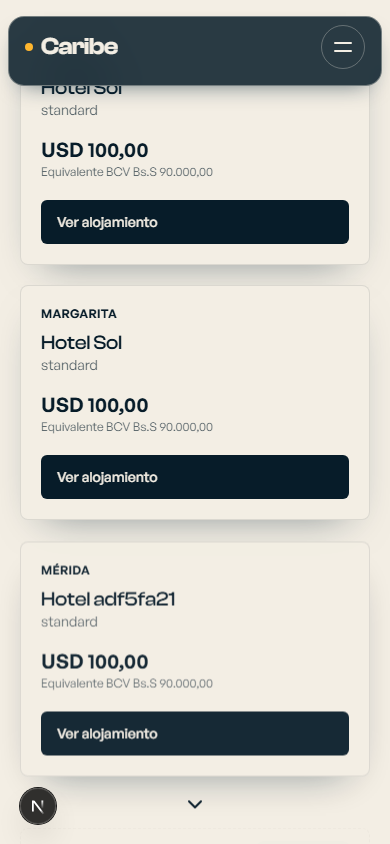 Caribe
Hotel Sol
standard
USD 100,00
Equivalente BCV Bs.S 90.000,00
Ver alojamiento
MARGARITA
Hotel Sol
standard
USD 100,00
Equivalente BCV Bs.S 90.000,00
Ver alojamiento
MÉRIDA
Hotel adf5fa21
standard
USD 100,00
Equivalente BCV Bs.S 90.000,00
Ver alojamiento
N